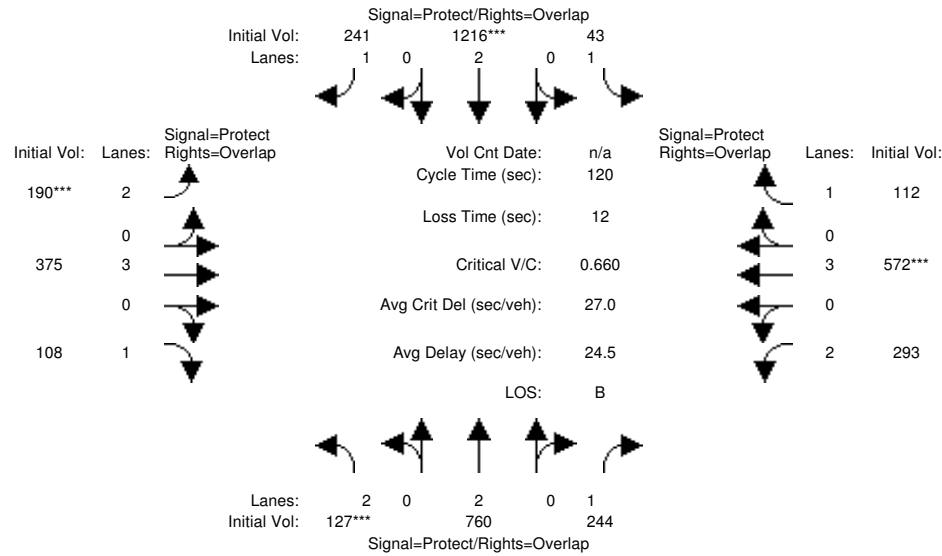 Signal=Protect/Rights=Overlap
Initial Vol: 241 1216*** 43
Lanes: 1 0 2 0 1
Signal=Protect
Initial Vol: Lanes: Rights=Overlap
190*** 2
0
375 3
0
108 1
Vol Cnt Date: n/a
Cycle Time (sec): 120
Loss Time (sec): 12
Critical V/C: 0.660
Avg Crit Del (sec/veh): 27.0
Avg Delay (sec/veh): 24.5
LOS: B
Signal=Protect
Rights=Overlap Lanes: Initial Vol:
1 112
0
3 572***
0
2 293
Lanes: 2 0 2 0 1
Initial Vol: 127*** 760 244
Signal=Protect/Rights=Overlap